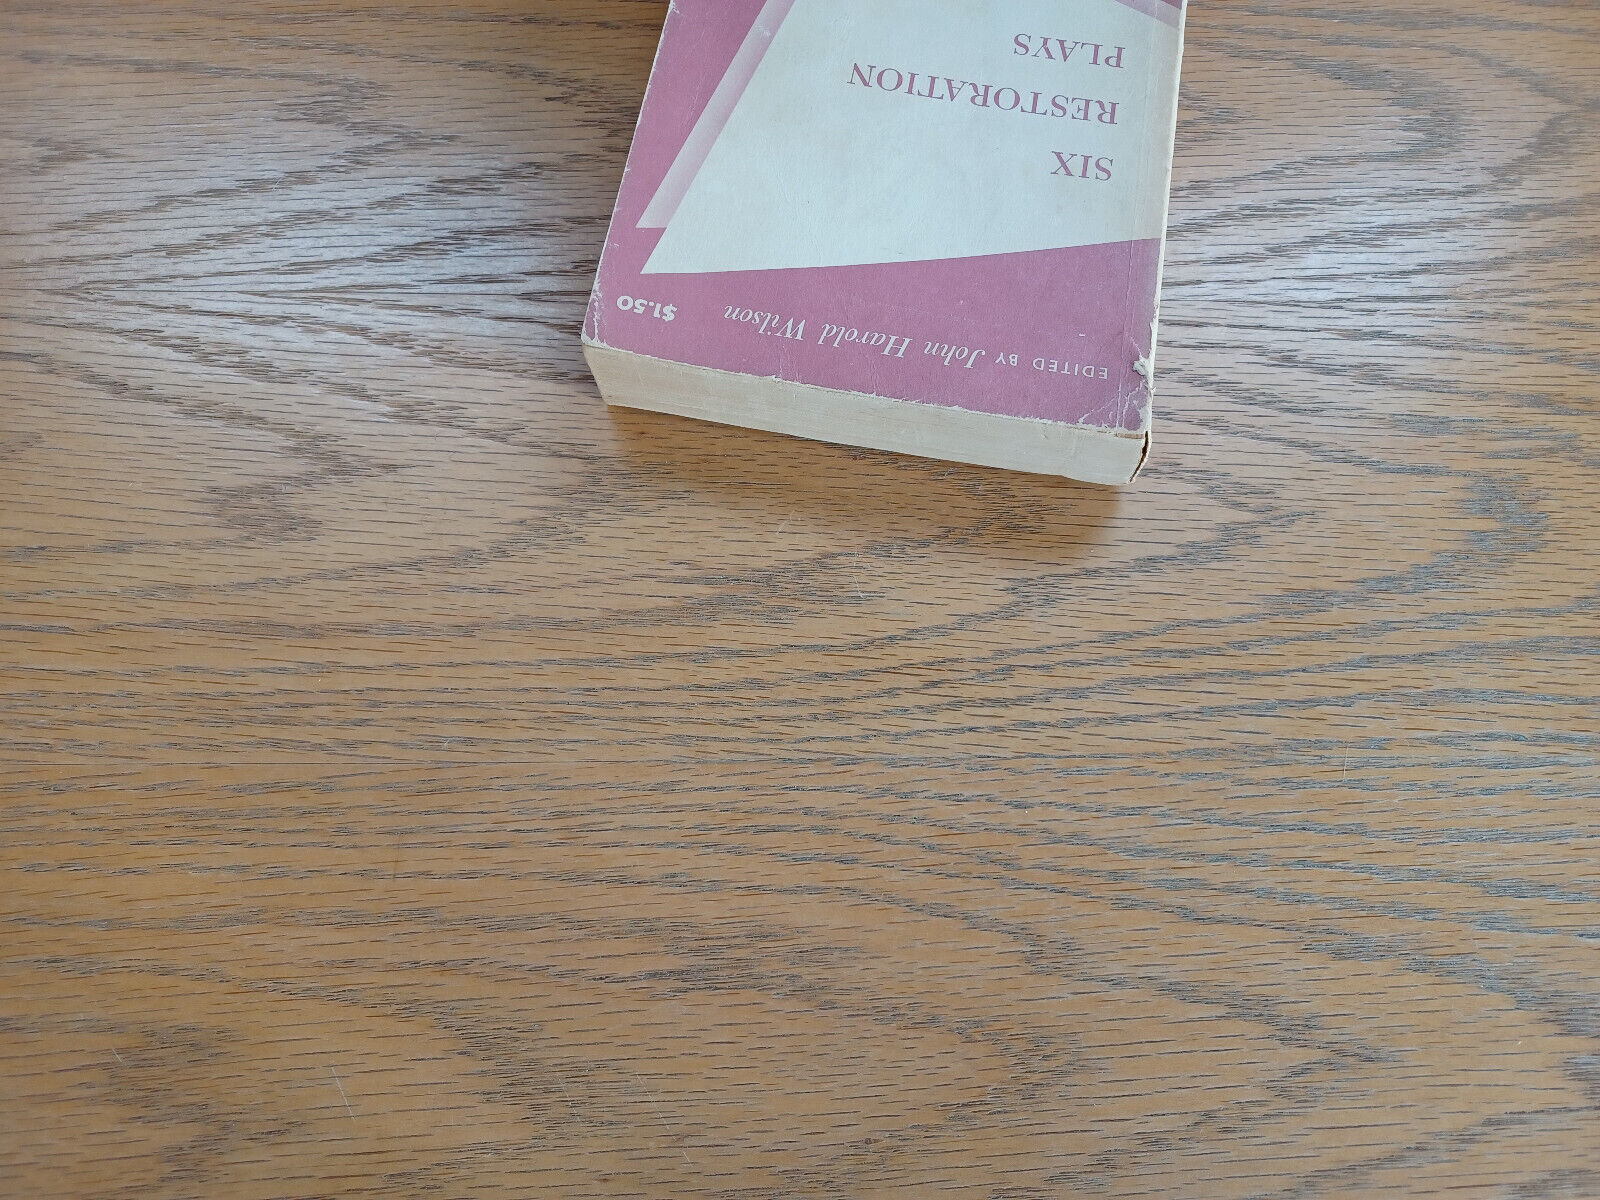 SIX
RESTORATION
PLAYS
EDITED BY John Harold Wilson
$1.50